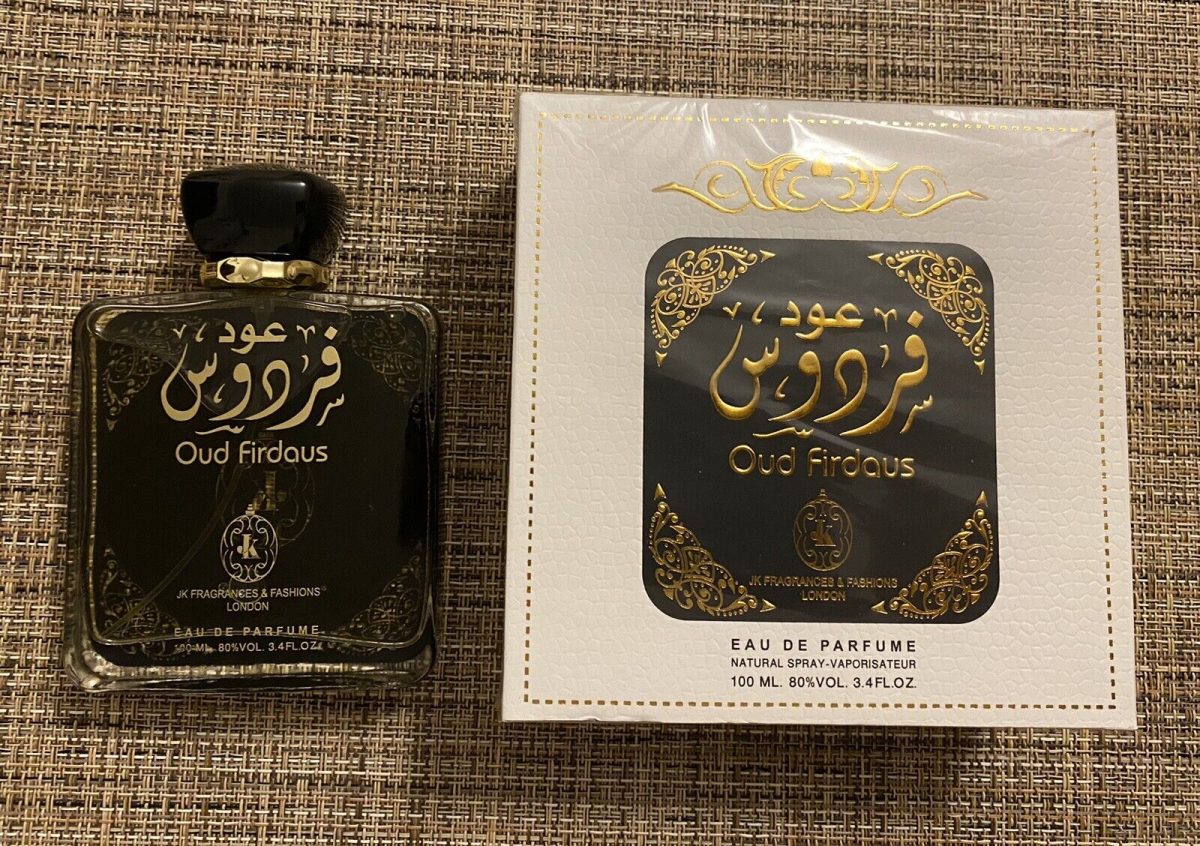 عود
فردوس
Oud Firdaus
JK
JK FRAGRANCES & FASHIONS
LONDON
EAU DE PARFUME
100 ML. 80%VOL. 3.4FL.OZ.
عود
فردوس
Oud Firdaus
JK
JK FRAGRANCES & FASHIONS
LONDON
EAU DE PARFUME
NATURAL SPRAY-VAPORISATEUR
100 ML. 80%VOL. 3.4FL.OZ.